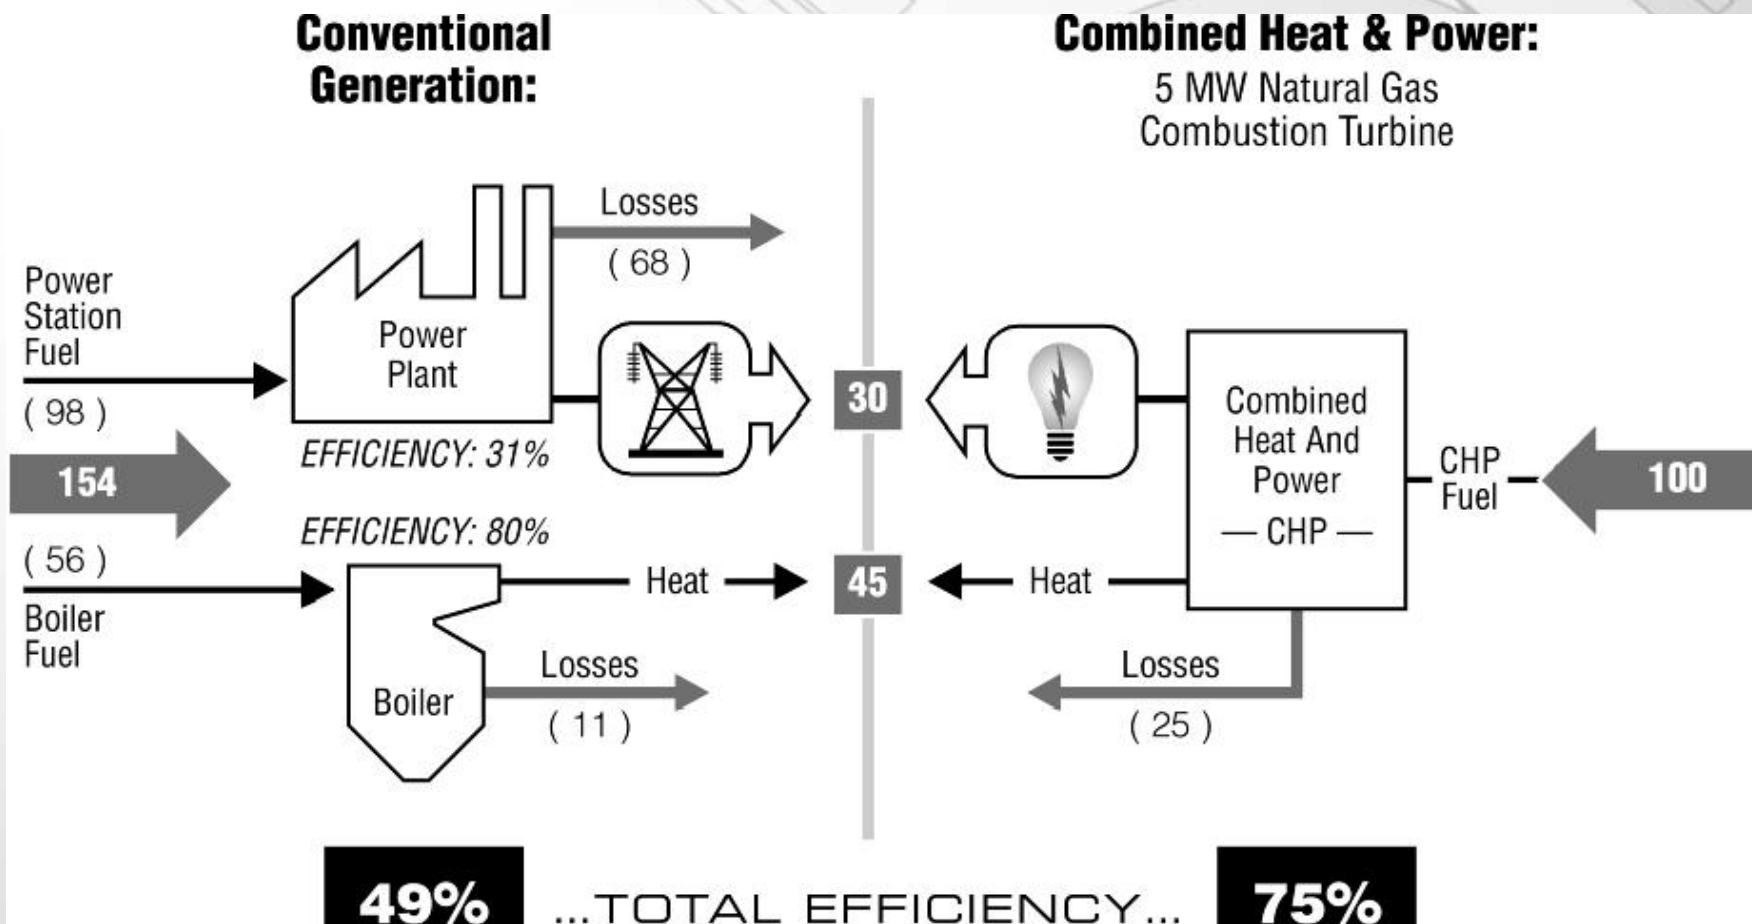 Conventional
Generation:
Combined Heat & Power:
5 MW Natural Gas
Combustion Turbine
Losses
( 68 )
Power
Station
Fuel
( 98 )
Power
Plant
EFFICIENCY: 31%
154
EFFICIENCY: 80%
( 56 )
Boiler
Fuel
Boiler
Heat
Losses
( 11 )
30
45
Combined
Heat And
Power
— CHP —
CHP
Fuel
100
Heat
Losses
( 25 )
49% ...TOTAL EFFICIENCY... 75%